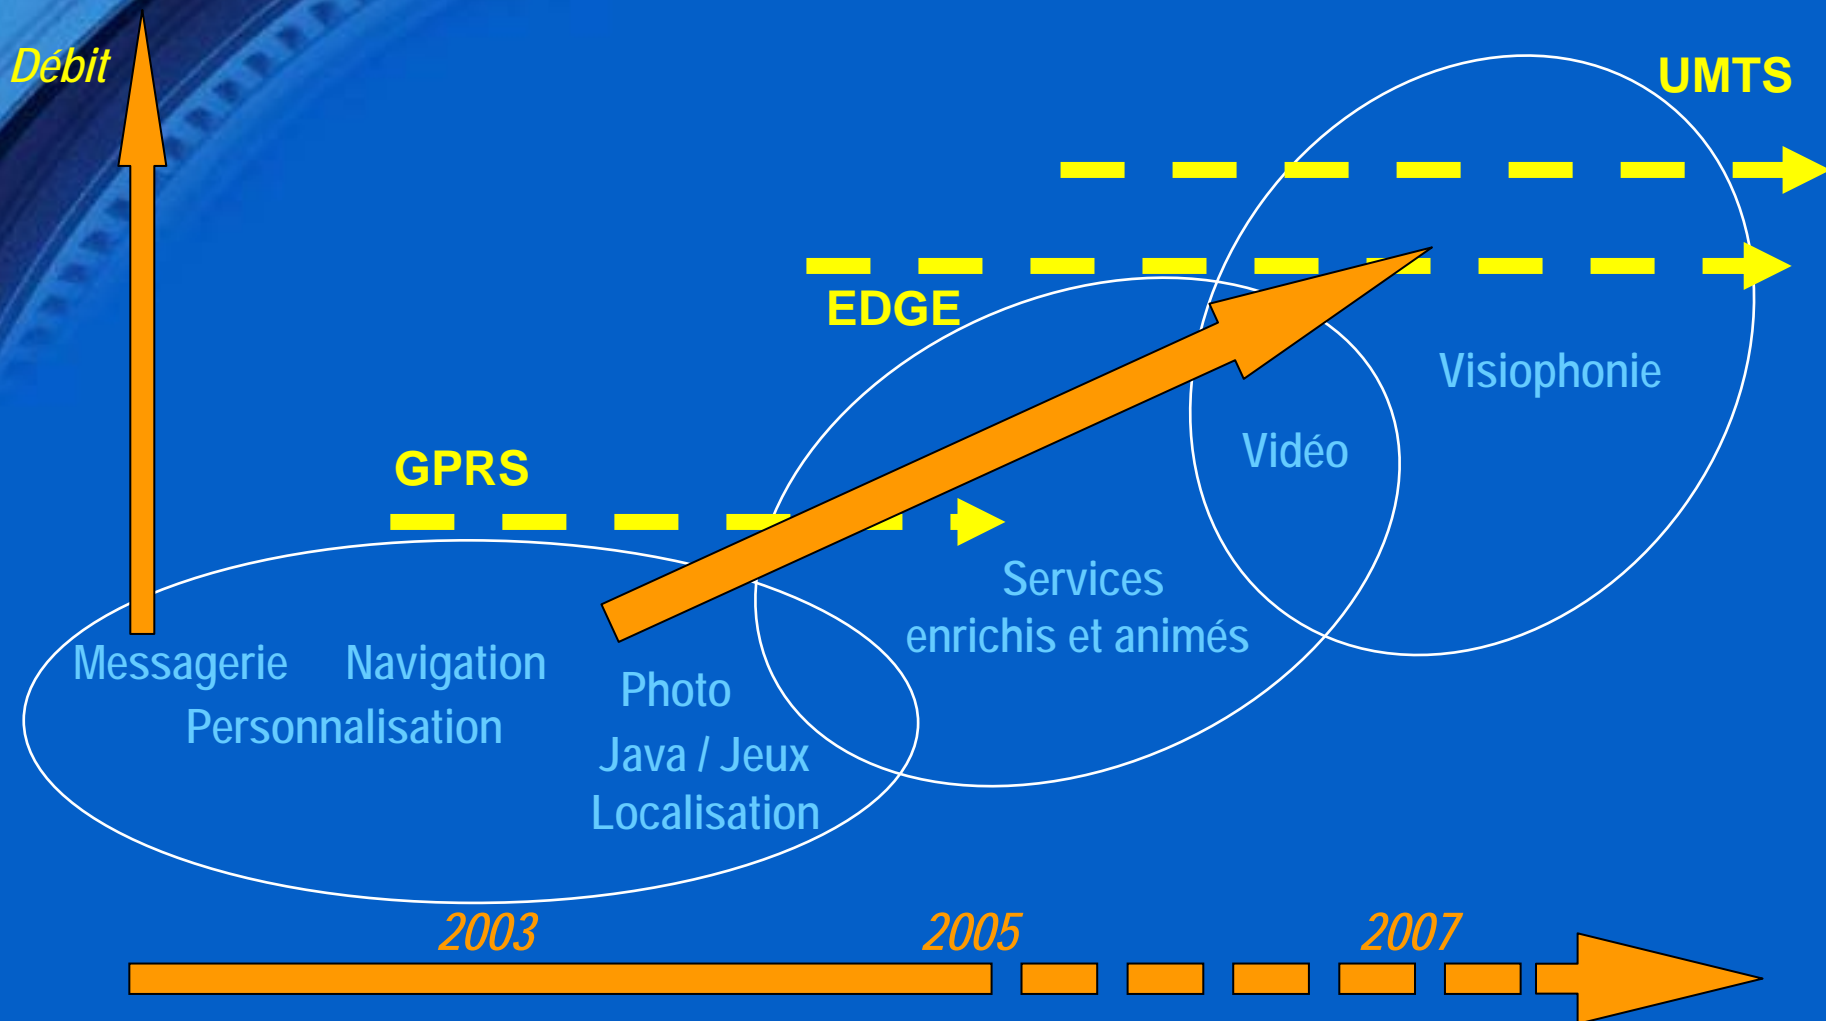 Débit
UMTS
EDGE
Visiophonie
Vidéo
GPRS
Services
enrichis et animés
Messagerie
Navigation
Personnalisation
Photo
Java / Jeux
Localisation
2003
2005
2007